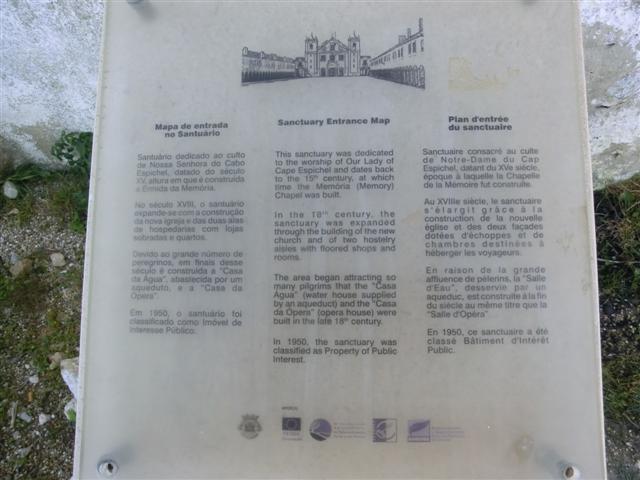 Mapa de entrada
no Santuário
Santuário dedicado ao culto
de Nossa Senhora do Cabo
Espichel, datado do século
XV, altura em que é construída
a Ermida da Memória.
No século XVIII, o santuário
expande-se com a construção
da nova igreja e das duas alas
de hospedarias com lojas
sobradas e quartos.
Devido ao grande número de
peregrinos, em finais desse
século é construída a "Casa
da Água", abastecida por um
aqueduto, e a "Casa da
Ópera".
Em 1950, o santuário foi
classificado como Imóvel de
Interesse Público.
Sanctuary Entrance Map
This sanctuary was dedicated
to the worship of Our Lady of
Cape Espichel and dates back
to the 15th century, at which
time the Memória (Memory)
Chapel was built.
In the 18th century, the
sanctuary was expanded
through the building of the new
church and of two hostelry
aisles with floored shops and
rooms.
The area began attracting so
many pilgrims that the "Casa
Água" (water house supplied
by an aqueduct) and the "Casa
da Ópera" (opera house) were
built in the late 18th century.
In 1950, the sanctuary was
classified as Property of Public
Interest.
Plan d'entrée
du sanctuaire
Sanctuaire consacré au culte
de Notre-Dame du Cap
Espichel, datant du XVe siècle,
époque à laquelle la Chapelle
de la Mémoire fut construite.
Au XVIIIe siècle, le sanctuaire
s'élargit grâce à la
construction de la nouvelle
église et des deux façades
dotées d'échoppes et de
chambres destinées à
héberger les voyageurs.
En raison de la grande
affluence de pèlerins, la "Salle
d'Eau", desservie par un
aqueduc, est construite à la fin
du siècle au même titre que la
"Salle d'Opéra".
En 1950, ce sanctuaire a été
classé Bâtiment d'Intérêt
Public.